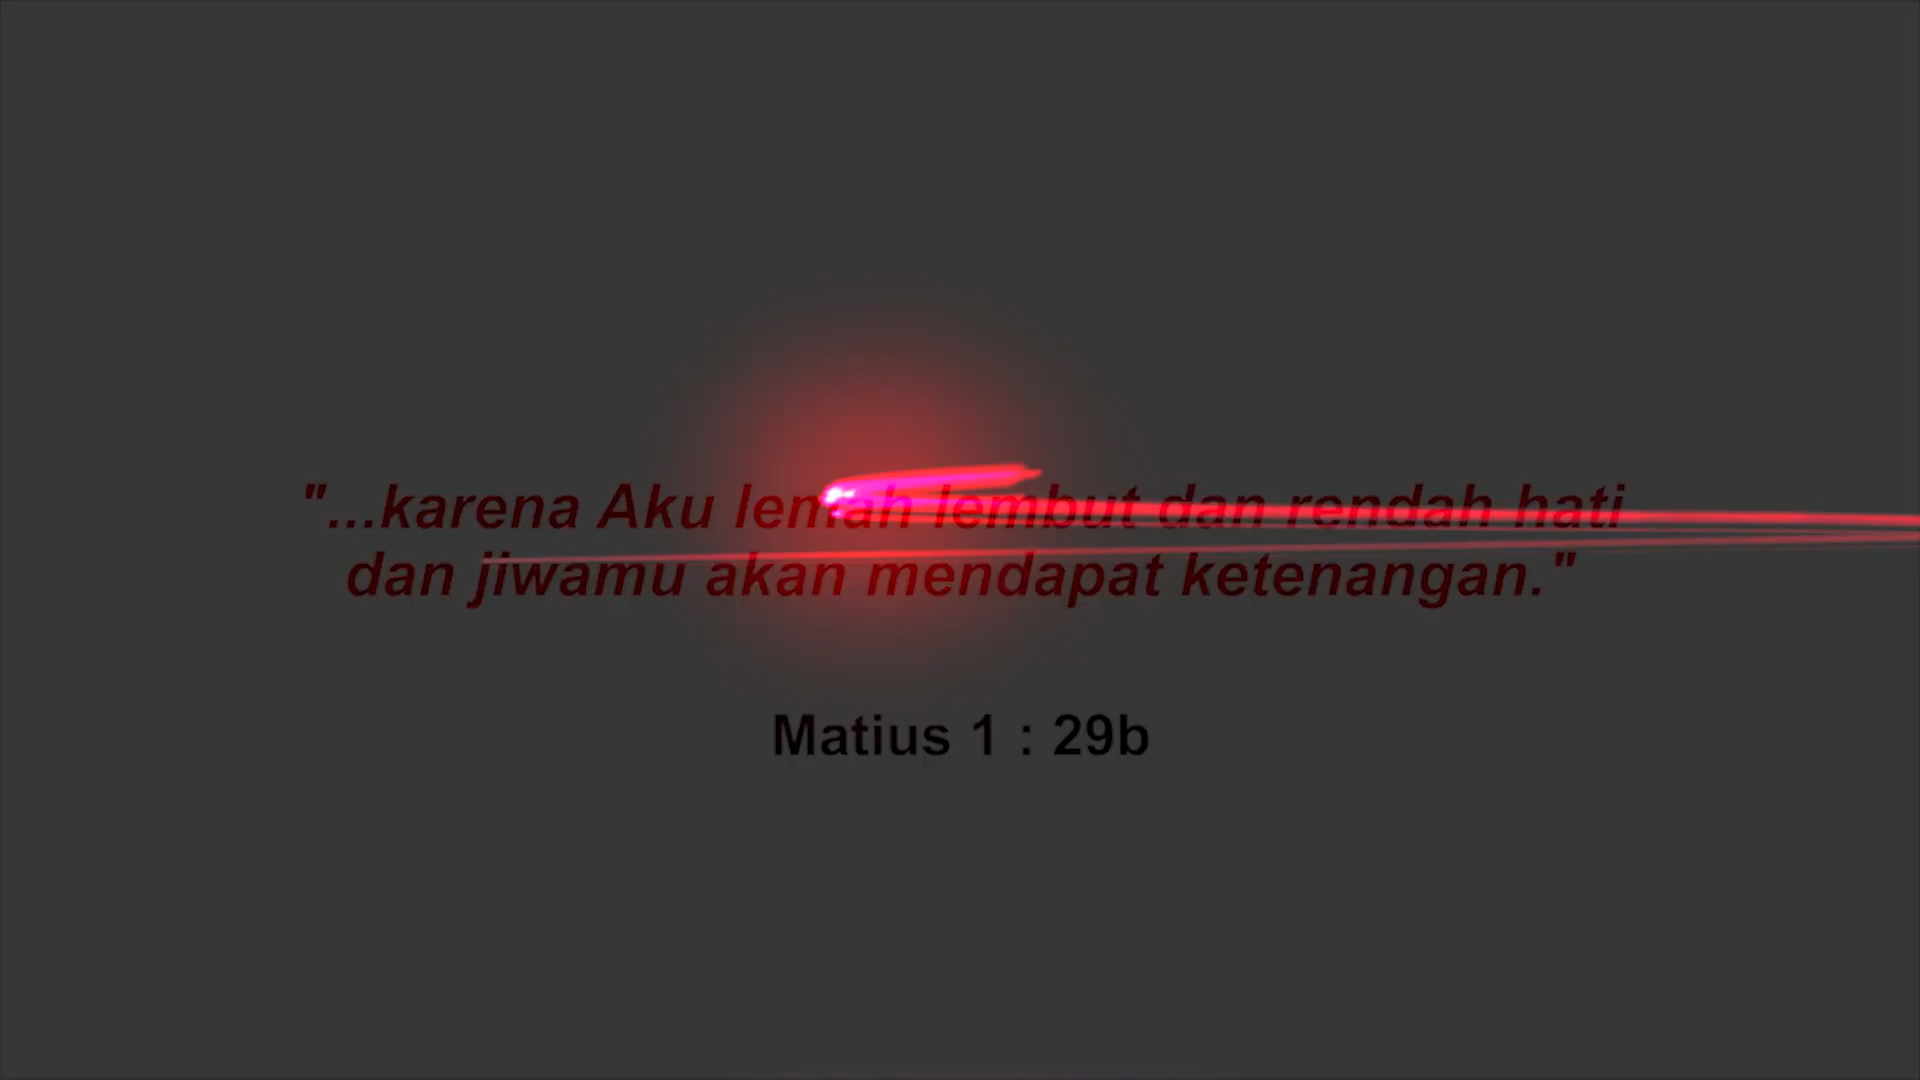 "...karena Aku lemah lembut dan rendah hati
dan jiwamu akan mendapat ketenangan."
Matius 1 : 29b